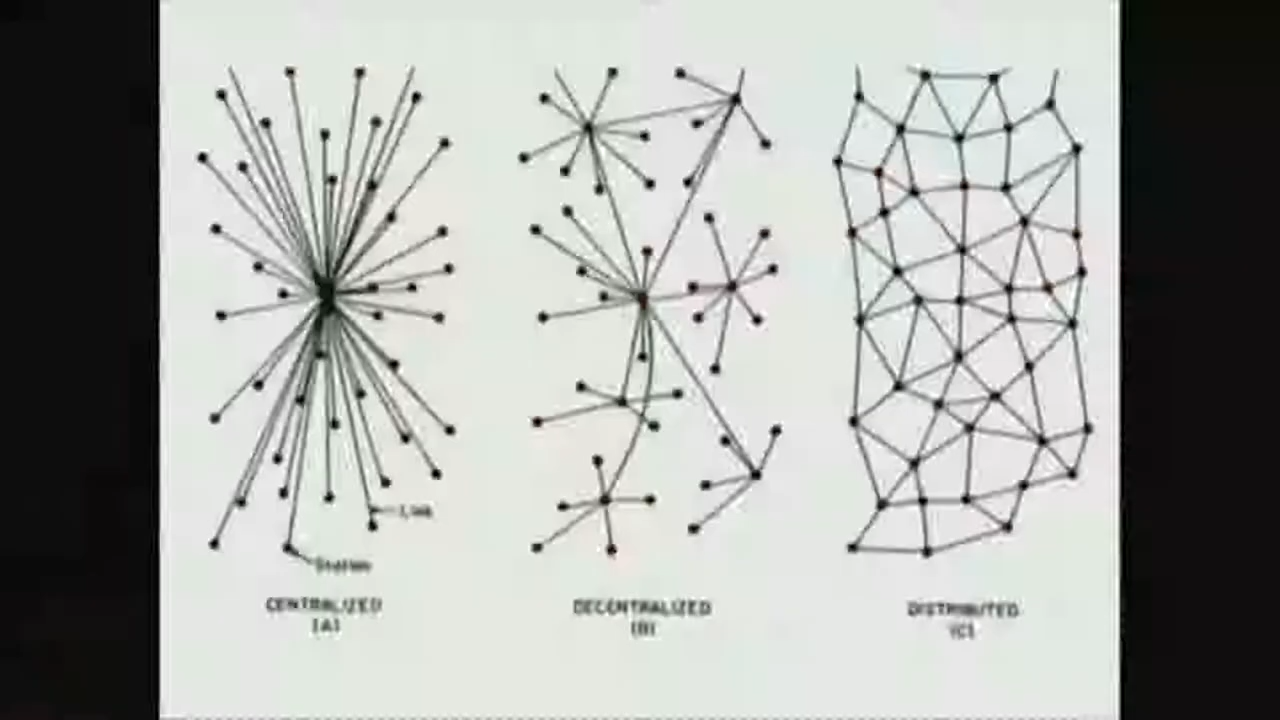 Link
Station
CENTRALIZED
(A)
DECENTRALIZED
(B)
DISTRIBUTED
(C)